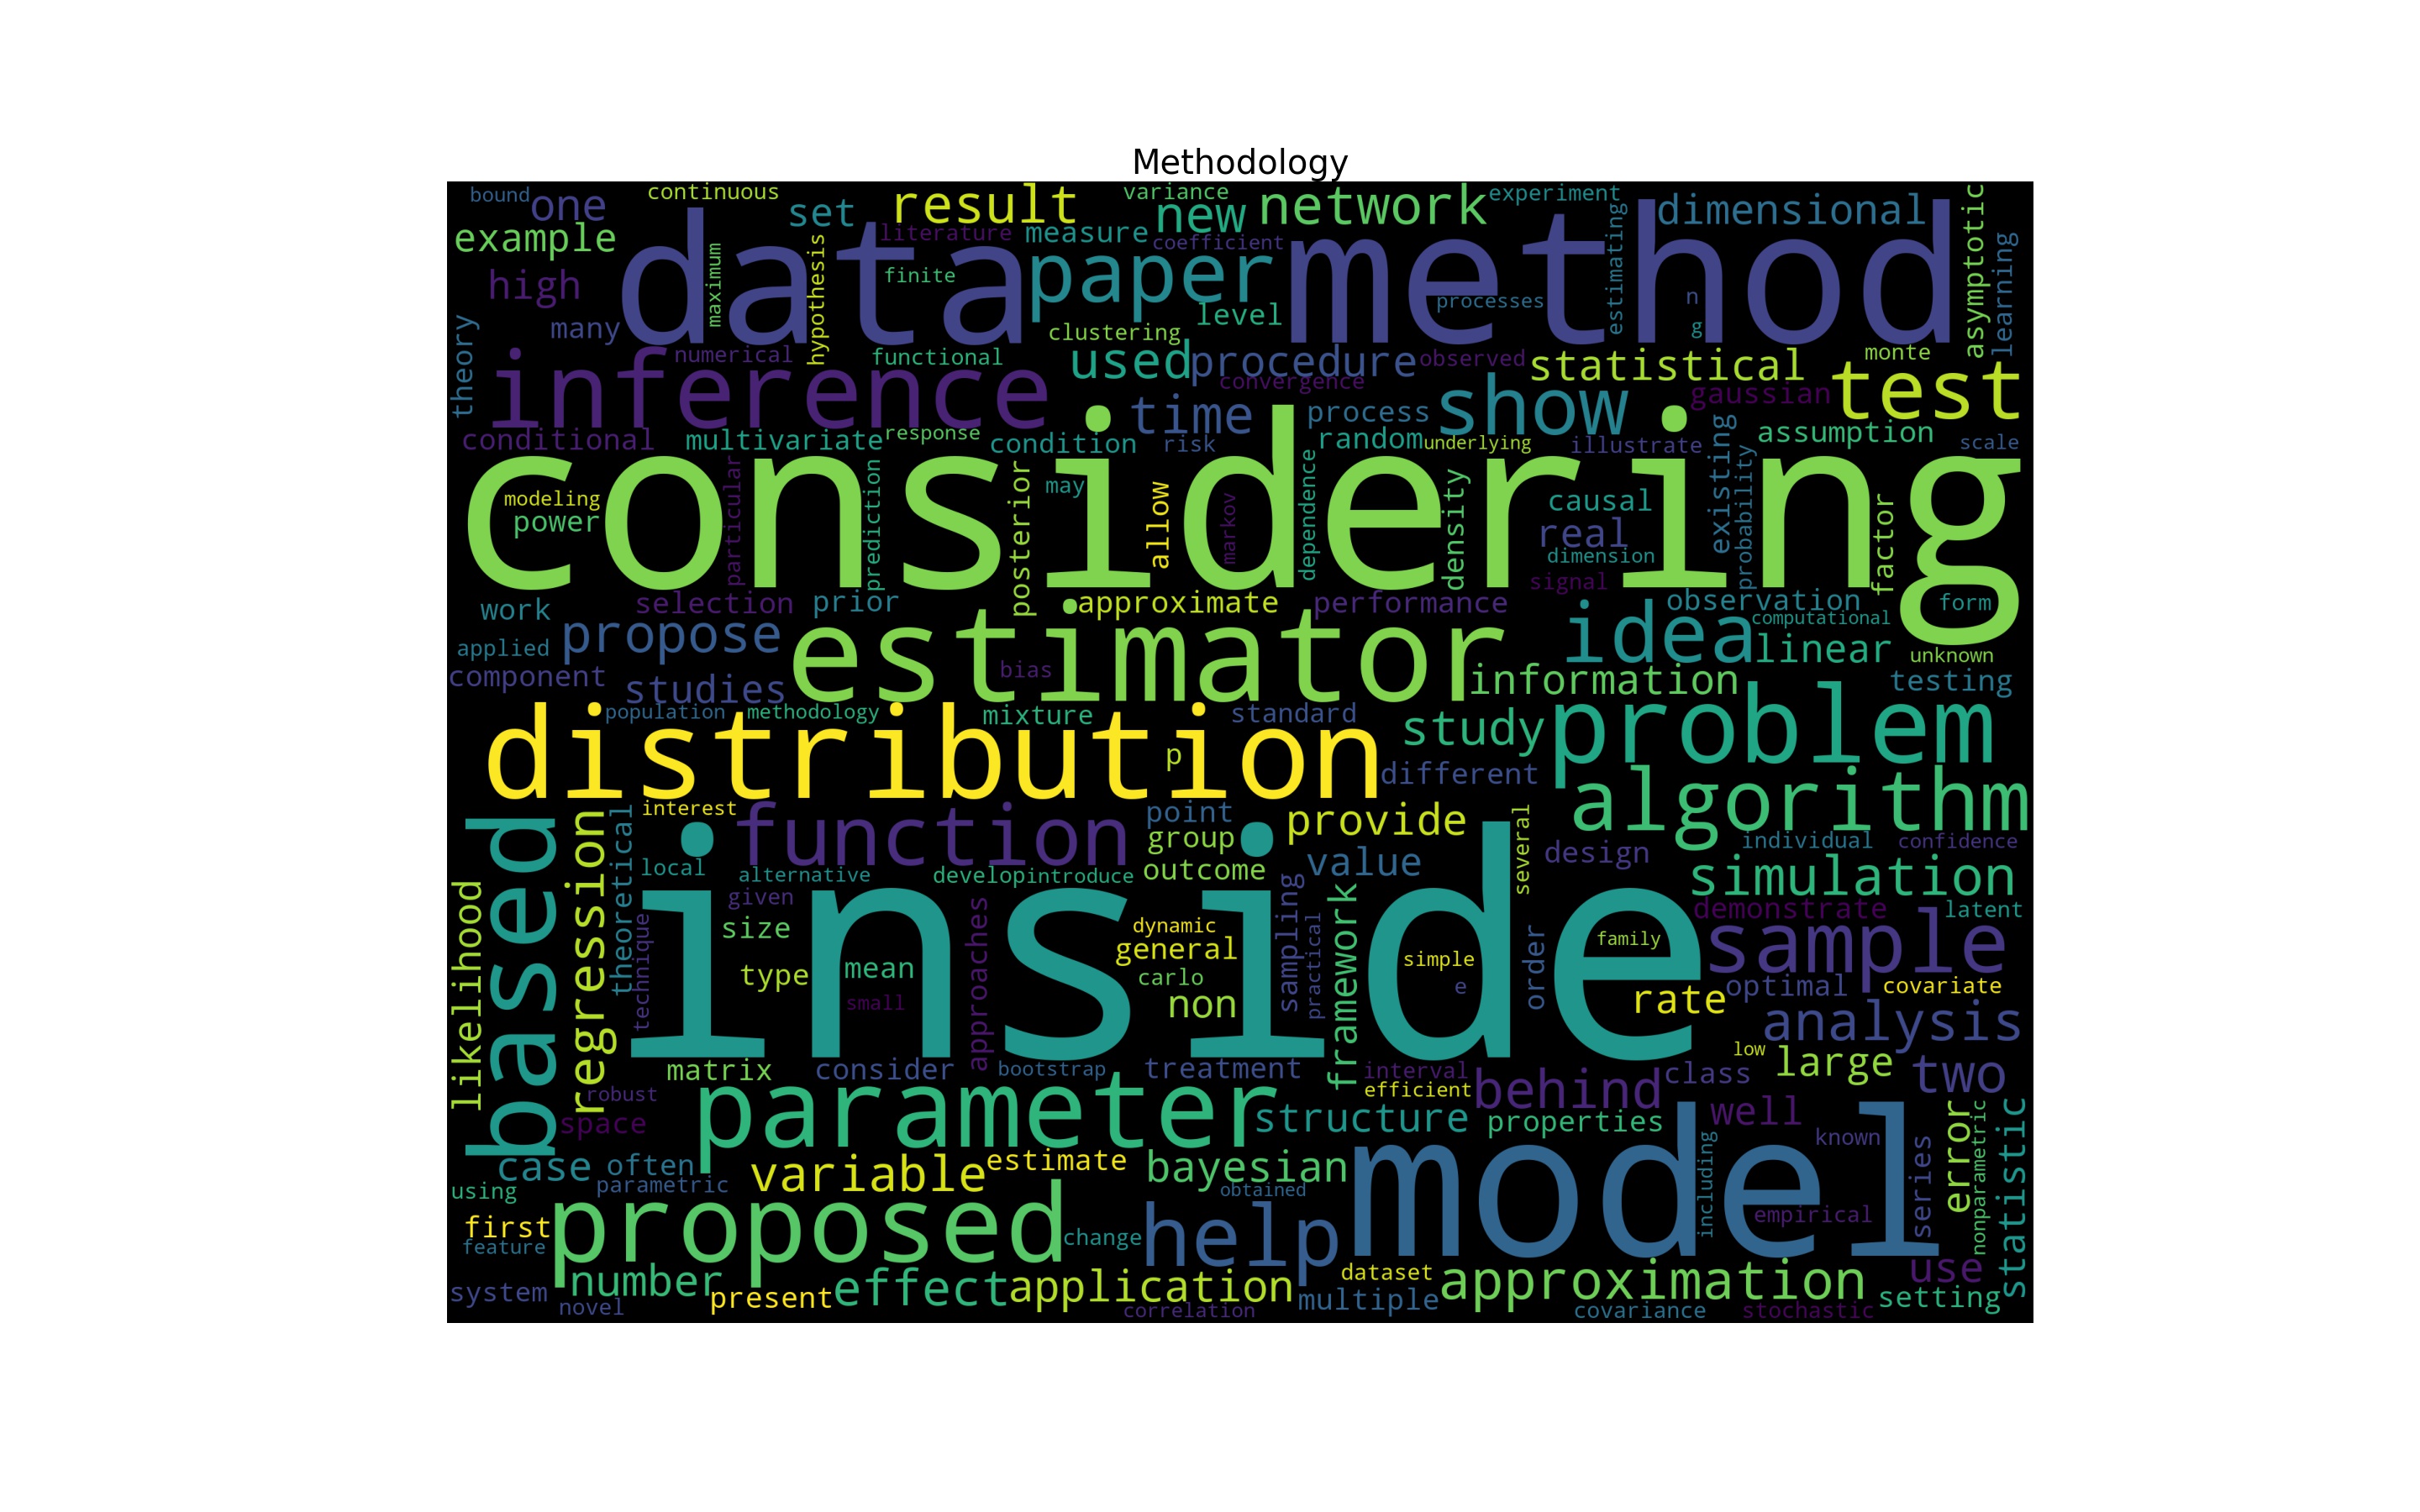 Methodology
bound
one
continuous
set
result
variance
new
network
experiment
dimensional
asymptotic
example
data
literature
measure
coefficient
method
estimating
learning
high
maximum
hypothesis
finite
paper
processes
n
g
many
level
clustering
theory
inference
numerical
functional
used
procedure
observed
statistical
monte
convergence
show
gaussian
test
time
process
conditional
multivariate
response
condition
risk
random
underlying
illustrate
existing
assumption
scale
considering
modeling
power
particular
prediction
posterior
may
allow
markov
dependence
density
causal
real
dimension
signal
probability
factor
work
selection
prior
approximate
performance
observation
form
applied
propose
estimator
idea
computational
linear
unknown
component
studies
bias
information
testing
population
methodology
mixture
standard
study
problem
distribution
p
different
algorithm
based
regression
theoretical
interest
function
point
group
provide
several
design
individual
confidence
local
alternative
develop
introduce
outcome
value
simulation
likelihood
given
inside
demonstrate
latent
technique
size
approaches
dynamic
general
sampling
practical
framework
simple
e
order
family
sample
type
mean
small
carlo
non
rate
optimal
covariate
analysis
matrix
consider
bootstrap
treatment
interval
efficient
behind
class
low
large
two
robust
space
parameter
structure
properties
well
known
error
nonparametric
statistic
case
often
variable
estimate
bayesian
model
including
series
using
parametric
obtained
empirical
first
proposed
change
help
feature
system
novel
number
present
effect
application
correlation
dataset
multiple
approximation
covariance
stochastic
use
setting